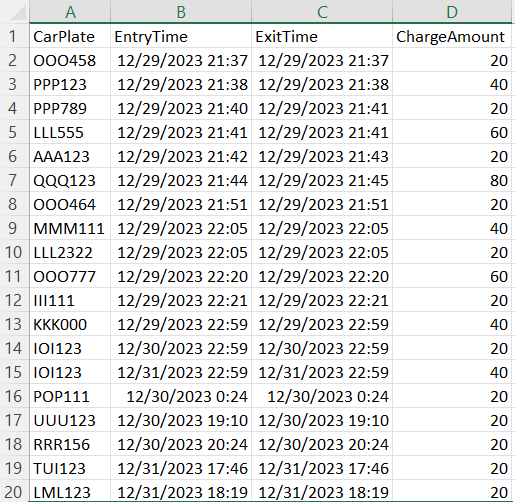 A B C D
1 CarPlate EntryTime ExitTime ChargeAmount
2 OOO458 12/29/2023 21:37 12/29/2023 21:37 20
3 PPP123 12/29/2023 21:38 12/29/2023 21:38 40
4 PPP789 12/29/2023 21:40 12/29/2023 21:41 20
5 LLL555 12/29/2023 21:41 12/29/2023 21:41 60
6 AAA123 12/29/2023 21:42 12/29/2023 21:43 20
7 QQQ123 12/29/2023 21:44 12/29/2023 21:45 80
8 OOO464 12/29/2023 21:51 12/29/2023 21:51 20
9 MMM111 12/29/2023 22:05 12/29/2023 22:05 40
10 LLL2322 12/29/2023 22:05 12/29/2023 22:05 20
11 OOO777 12/29/2023 22:20 12/29/2023 22:20 60
12 III111 12/29/2023 22:21 12/29/2023 22:21 20
13 KKK000 12/29/2023 22:59 12/29/2023 22:59 40
14 IOI123 12/30/2023 22:59 12/30/2023 22:59 20
15 IOI123 12/31/2023 22:59 12/31/2023 22:59 40
16 POP111 12/30/2023 0:24 12/30/2023 0:24 20
17 UUU123 12/30/2023 19:10 12/30/2023 19:10 20
18 RRR156 12/30/2023 20:24 12/30/2023 20:24 20
19 TUI123 12/31/2023 17:46 12/31/2023 17:46 20
20 LML123 12/31/2023 18:19 12/31/2023 18:19 20